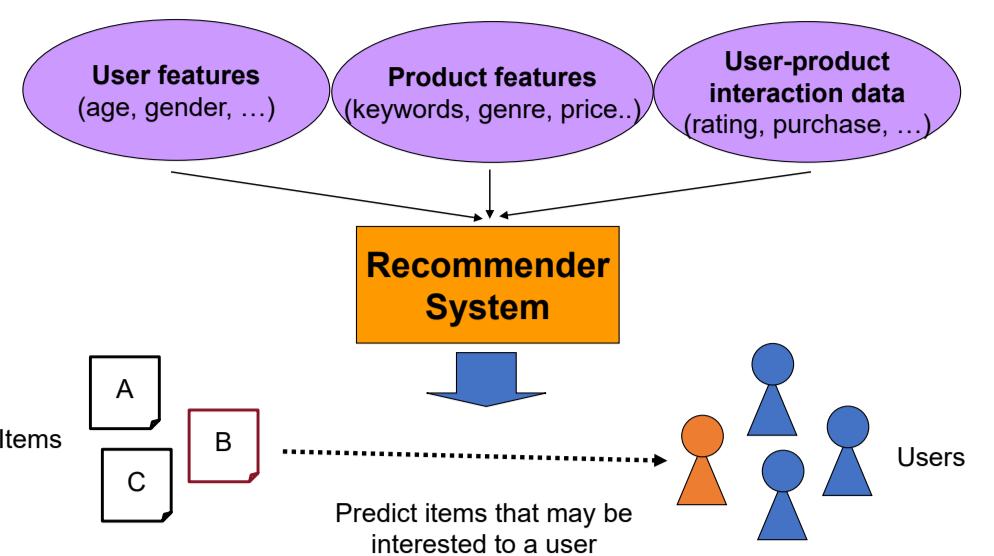 User features
(age, gender, …)
Product features
(keywords, genre, price..)
User-product
interaction data
(rating, purchase, …)
Recommender
System
A
B
C
Items
Users
Predict items that may be
interested to a user